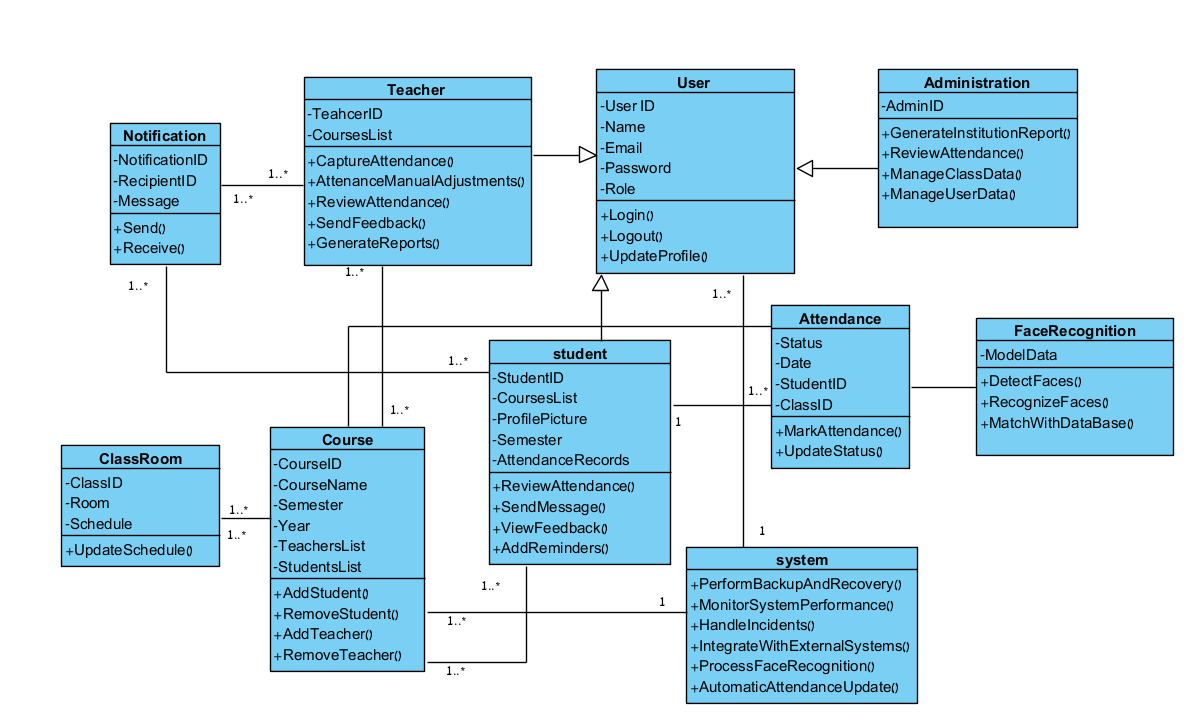 Teacher
-TeahcerID
-CoursesList
+CaptureAttendance()
+AttenanceManualAdjustments()
+ReviewAttendance()
+SendFeedback()
+GenerateReports()
User
-User ID
-Name
-Email
-Password
-Role
+Login()
+Logout()
+UpdateProfile()
Administration
-AdminID
+GenerateInstitutionReport()
+ReviewAttendance()
+ManageClassData()
+ManageUserData()
Notification
-NotificationID
-RecipientID
-Message
+Send()
+Receive()
1..*
1..*
1..*
1..*
1..*
1..*
1..*
Attendance
-Status
-Date
-StudentID
-ClassID
+MarkAttendance()
+UpdateStatus()
FaceRecognition
-ModelData
+DetectFaces()
+RecognizeFaces()
+MatchWithDataBase()
student
-StudentID
-CoursesList
-ProfilePicture
-Semester
-AttendanceRecords
+ReviewAttendance()
+SendMessage()
+ViewFeedback()
+AddReminders()
1..*
1
Course
-CourseID
-CourseName
-Semester
-Year
-TeachersList
-StudentsList
+AddStudent()
+RemoveStudent()
+AddTeacher()
+RemoveTeacher()
ClassRoom
-ClassID
-Room
-Schedule
+UpdateSchedule()
1..*
1..*
1
1..*
1
1..*
1..*
system
+PerformBackupAndRecovery()
+MonitorSystemPerformance()
+HandleIncidents()
+IntegrateWithExternalSystems()
+ProcessFaceRecognition()
+AutomaticAttendanceUpdate()